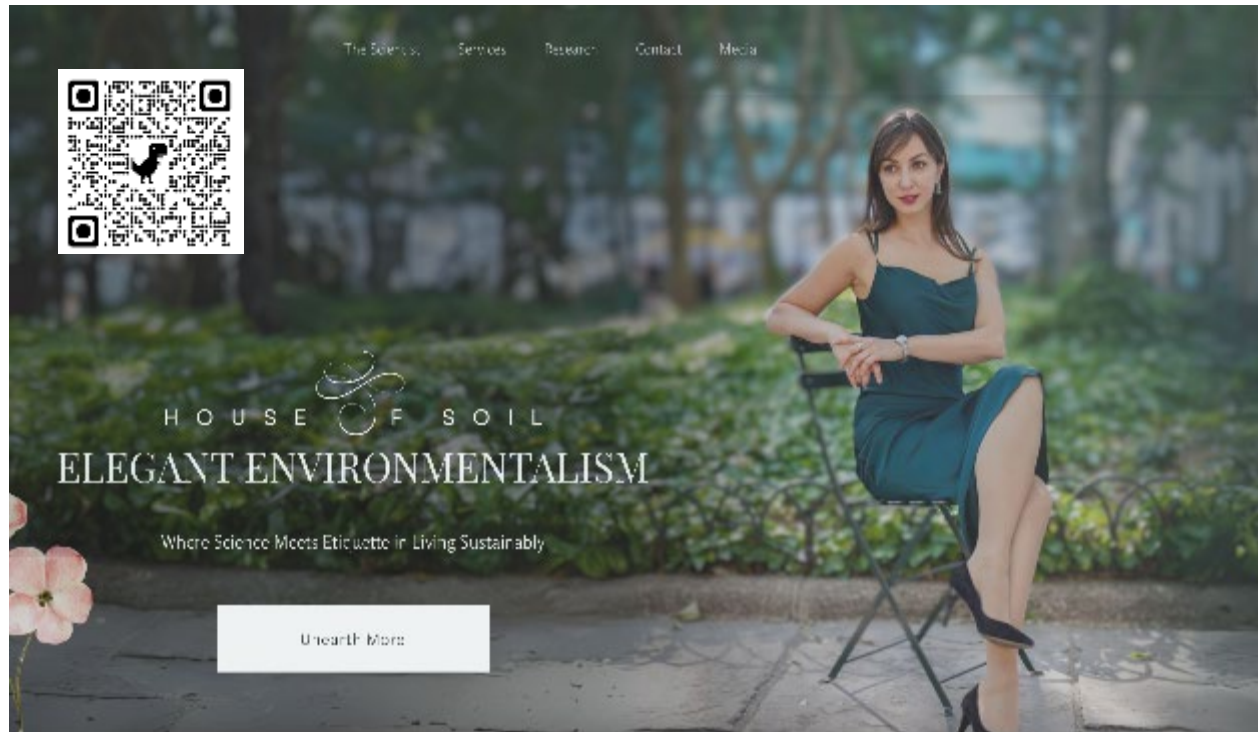 The Scientist Services Research Contact Media
HOUSE OF SOIL
ELEGANT ENVIRONMENTALISM
Where Science Meets Etiquette in Living Sustainably
Unearth More